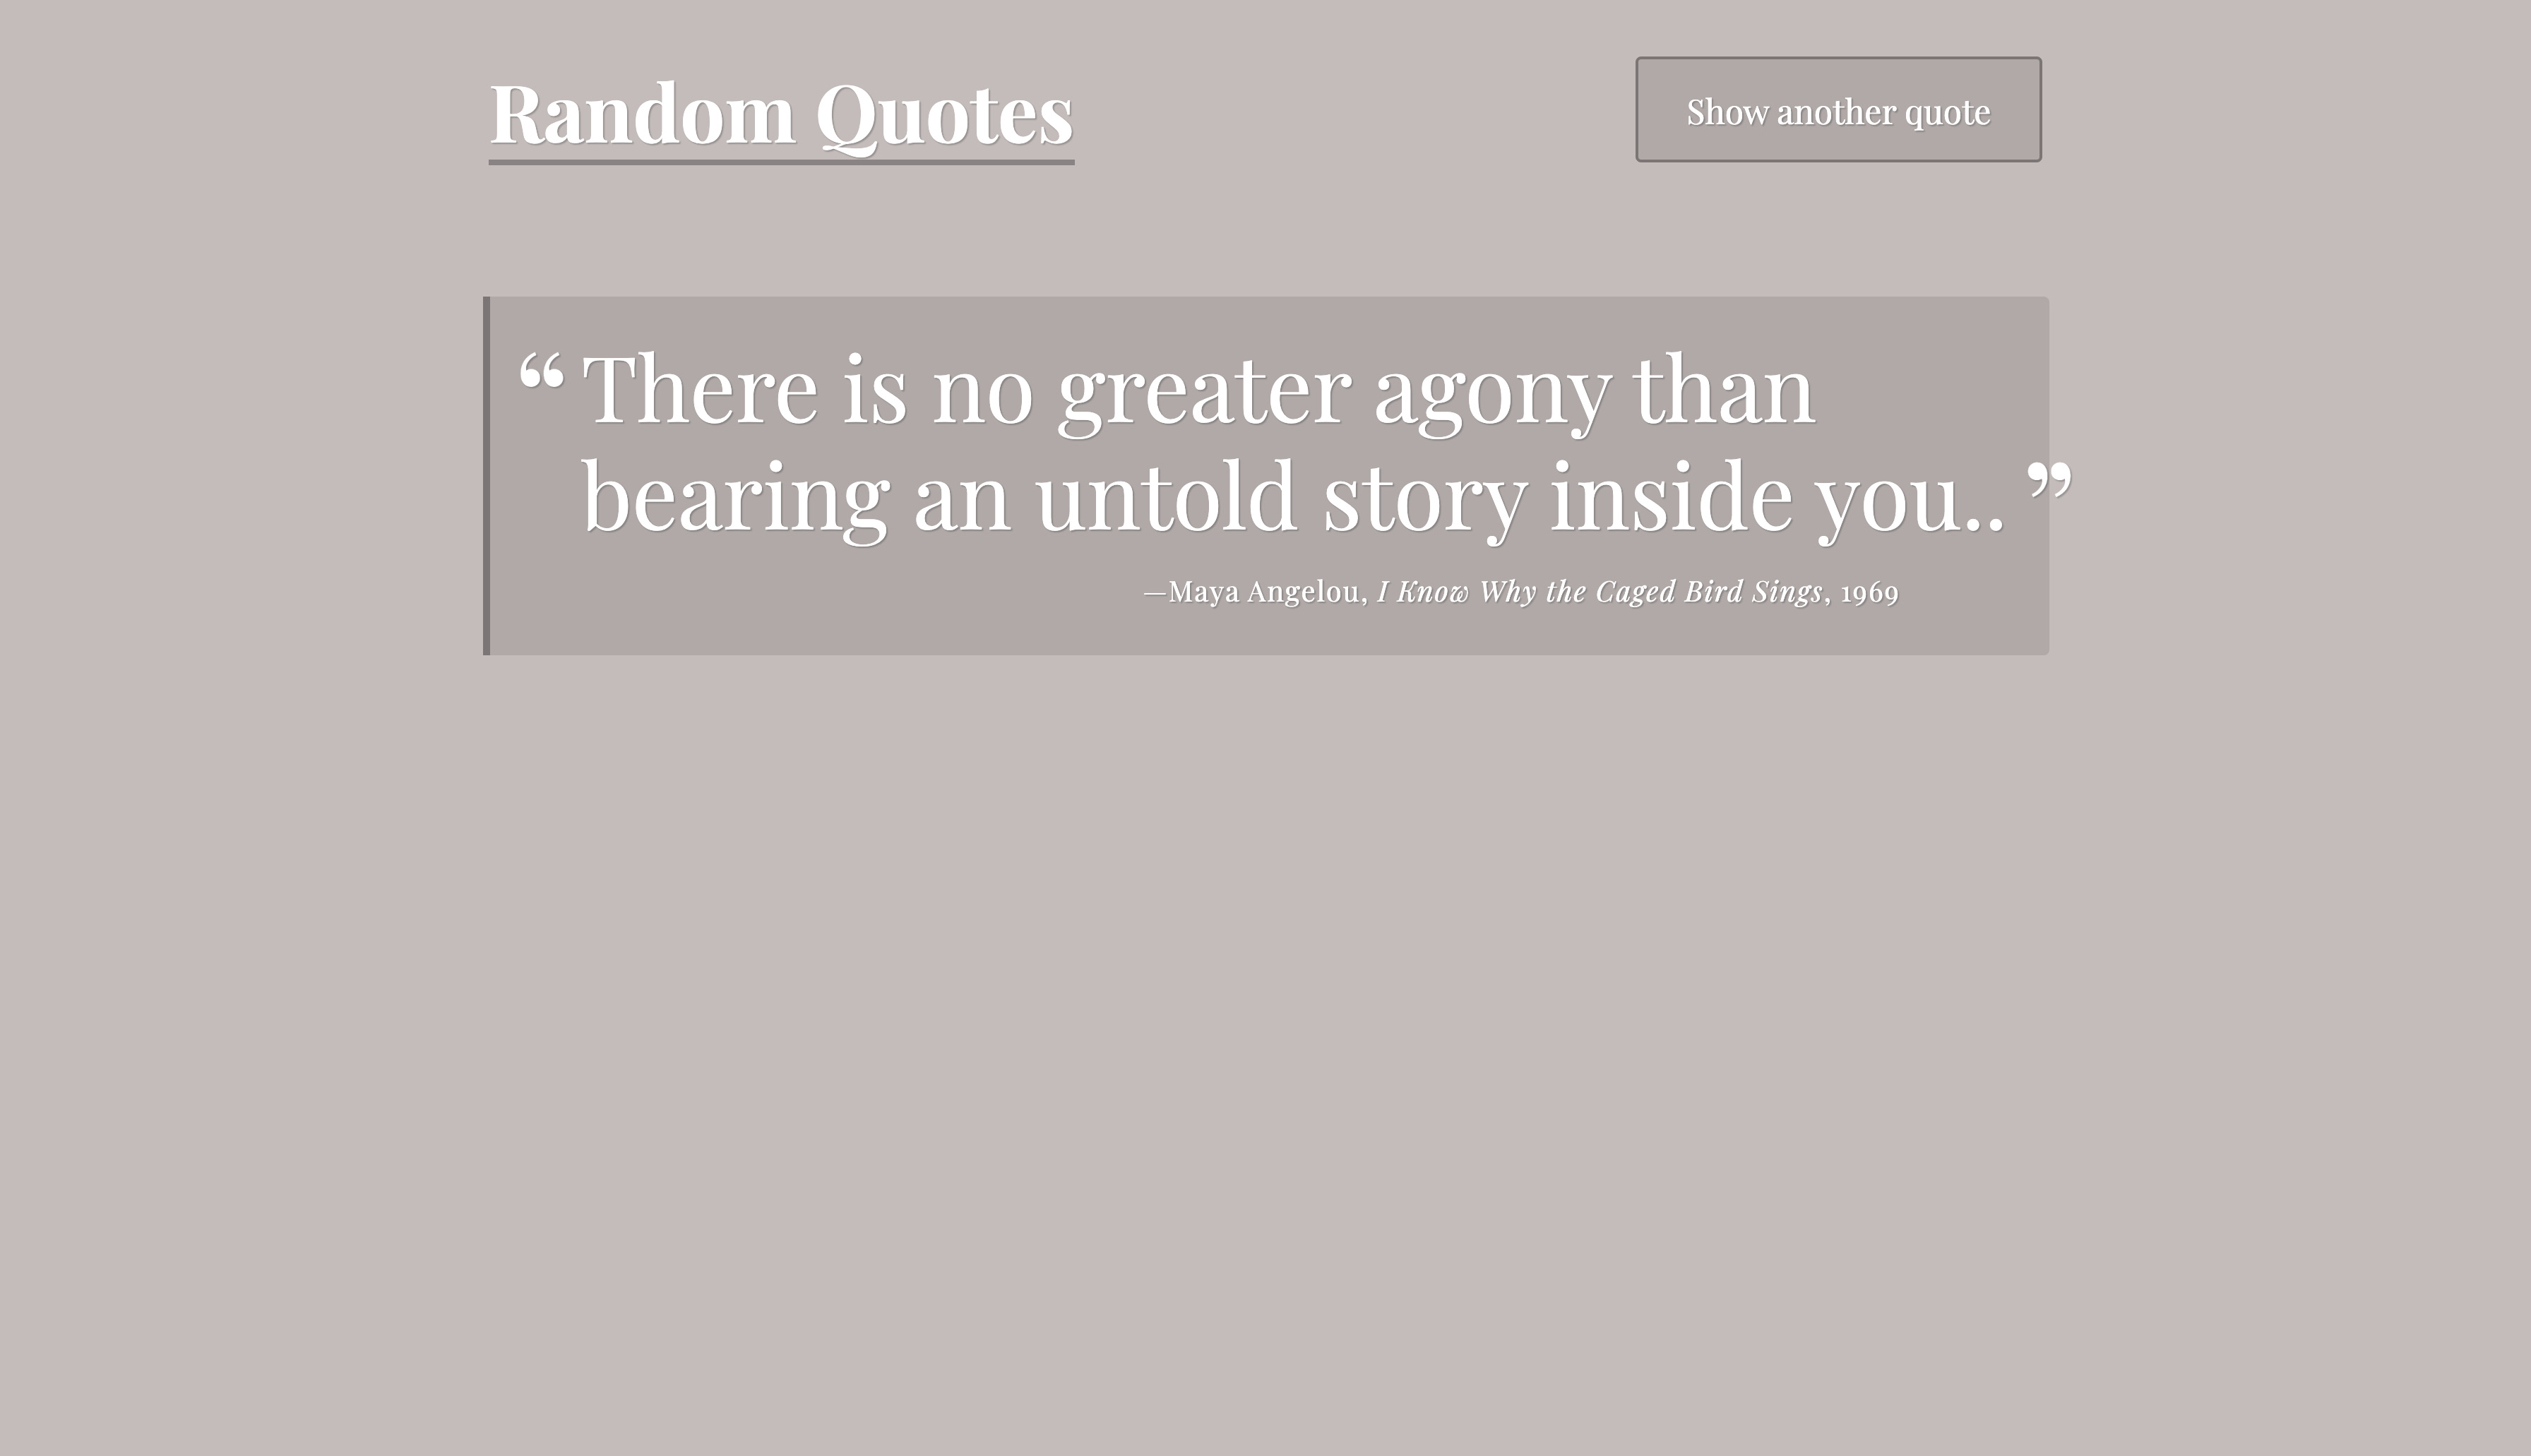 Random Quotes
Show another quote
“ There is no greater agony than
bearing an untold story inside you.. ”
—Maya Angelou, I Know Why the Caged Bird Sings, 1969